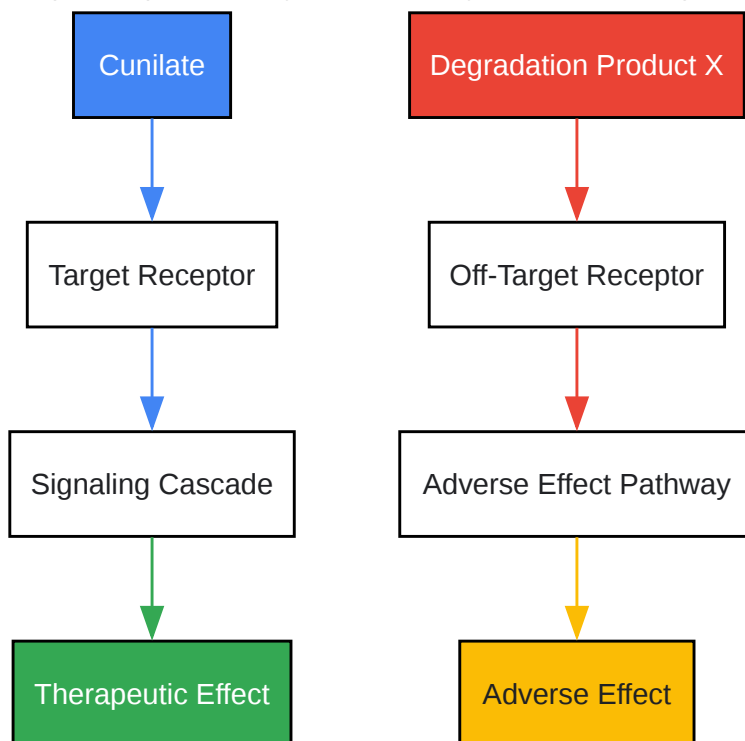 Cunilate
Degradation Product X
Target Receptor
Off-Target Receptor
Signaling Cascade
Adverse Effect Pathway
Therapeutic Effect
Adverse Effect